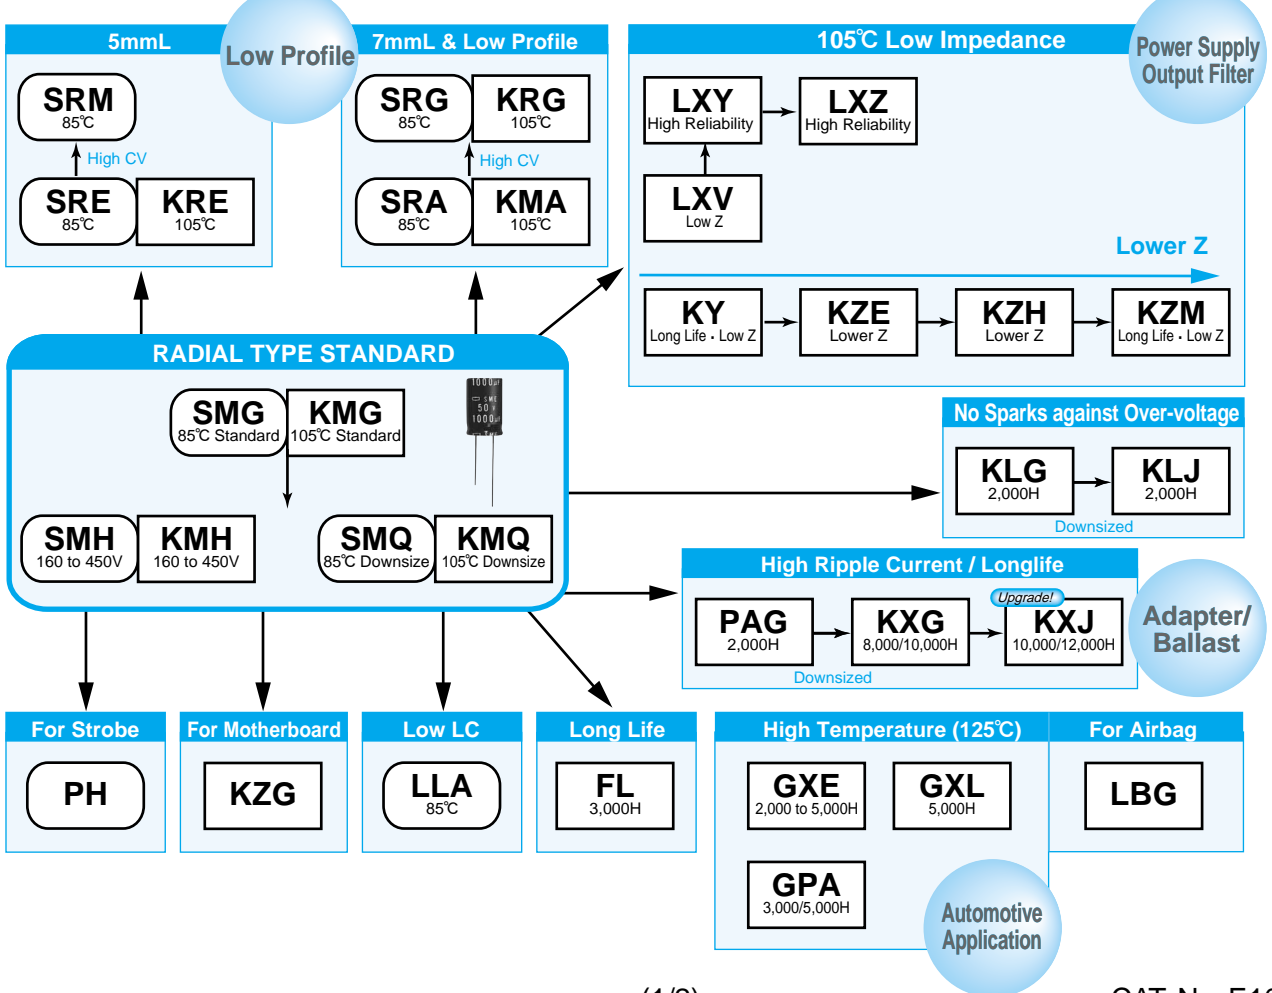 5mmL
Low Profile
7mmL & Low Profile
SRM
85℃
High CV
SRE
85℃
KRE
105℃
SRG
85℃
KRG
105℃
High CV
SRA
85℃
KMA
105℃
105℃ Low Impedance
Power Supply
Output Filter
LXY
High Reliability
LXZ
High Reliability
LXV
Low Z
Lower Z
KY
Long Life・Low Z
KZE
Lower Z
KZH
Lower Z
KZM
Long Life・Low Z
RADIAL TYPE STANDARD
SMG
85℃ Standard
KMG
105℃ Standard
1000μF
SME
50V
1000μF
SMH
160 to 450V
KMH
160 to 450V
SMQ
85℃ Downsize
KMQ
105℃ Downsize
No Sparks against Over-voltage
KLG
2,000H
KLJ
2,000H
Downsized
High Ripple Current / Longlife
Upgrade!
PAG
2,000H
KXG
8,000/10,000H
KXJ
10,000/12,000H
Downsized
Adapter/
Ballast
For Strobe
PH
For Motherboard
KZG
Low LC
LLA
85℃
Long Life
FL
3,000H
High Temperature (125℃)
GXE
2,000 to 5,000H
GXL
5,000H
GPA
3,000/5,000H
For Airbag
LBG
Automotive
Application